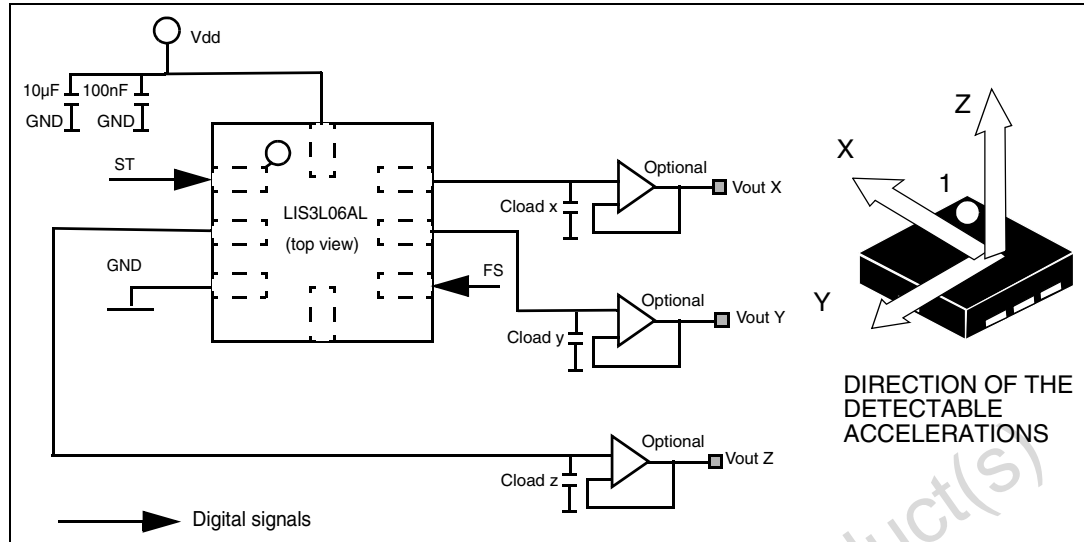 Vdd
10µF 100nF
GND GND
ST
LIS3L06AL
(top view)
GND
FS
Optional
Cload x
Vout X
Optional
Cload y
Vout Y
Optional
Cload z
Vout Z
Digital signals
Z
X
1
Y
DIRECTION OF THE
DETECTABLE
ACCELERATIONS
duct(s)